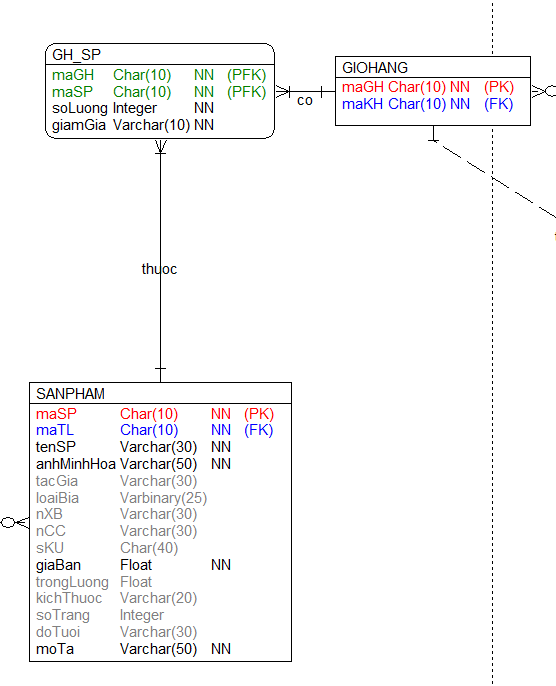 GH_SP
maGH Char(10) NN (PFK)
maSP Char(10) NN (PFK)
soLuong Integer NN
giamGia Varchar(10) NN
GIOHANG
maGH Char(10) NN (PK)
maKH Char(10) NN (FK)
co
thuoc
SANPHAM
maSP Char(10) NN (PK)
maTL Char(10) NN (FK)
tenSP Varchar(30) NN
anhMinhHoa Varchar(50) NN
tacGia Varchar(30)
loaiBia Varbinary(25)
nXB Varchar(30)
nCC Varchar(30)
sKU Char(40)
giaBan Float NN
trongLuong Float
kichThuoc Varchar(20)
soTrang Integer
doTuoi Varchar(30)
moTa Varchar(50) NN